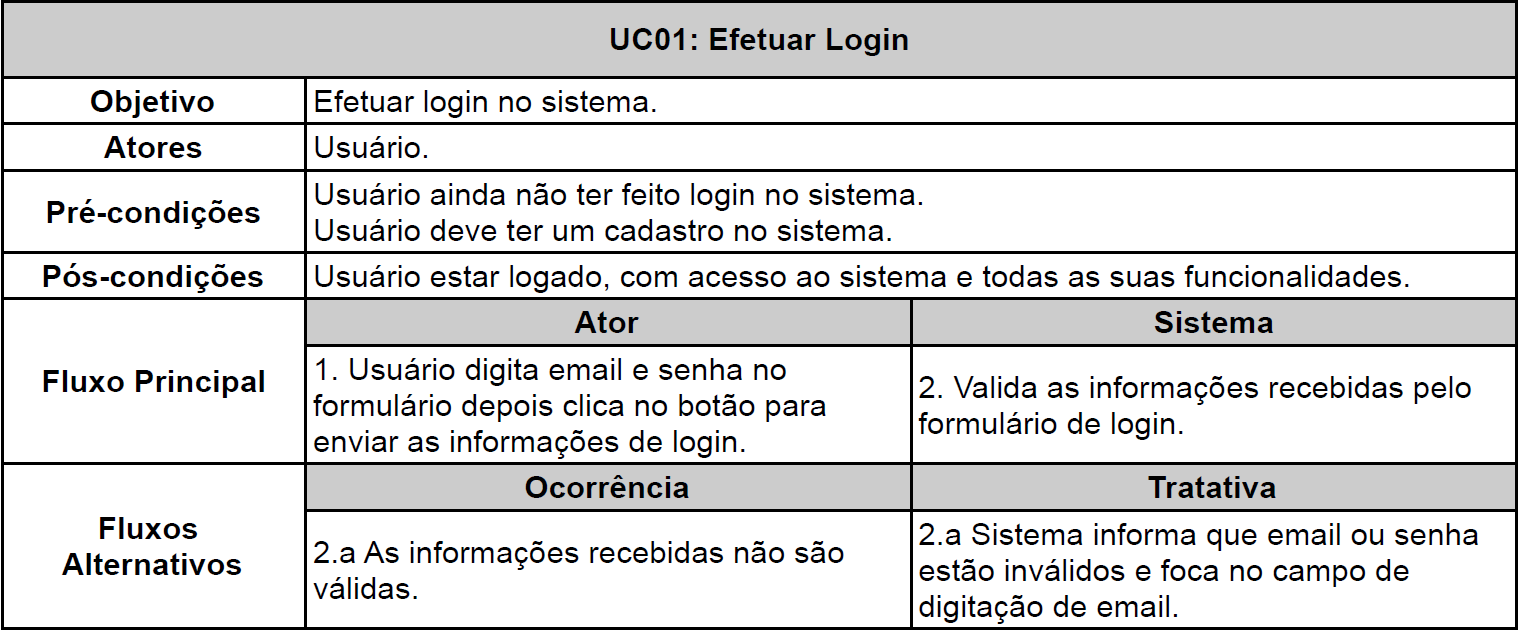 UC01: Efetuar Login
Objetivo
Efetuar login no sistema.
Atores
Usuário.
Pré-condições
Usuário ainda não ter feito login no sistema.
Usuário deve ter um cadastro no sistema.
Pós-condições
Usuário estar logado, com acesso ao sistema e todas as suas funcionalidades.
Fluxo Principal
Ator
Sistema
1. Usuário digita email e senha no
formulário depois clica no botão para
enviar as informações de login.
2. Valida as informações recebidas pelo
formulário de login.
Fluxos
Alternativos
Ocorrência
Tratativa
2.a As informações recebidas não são
válidas.
2.a Sistema informa que email ou senha
estão inválidos e foca no campo de
digitação de email.